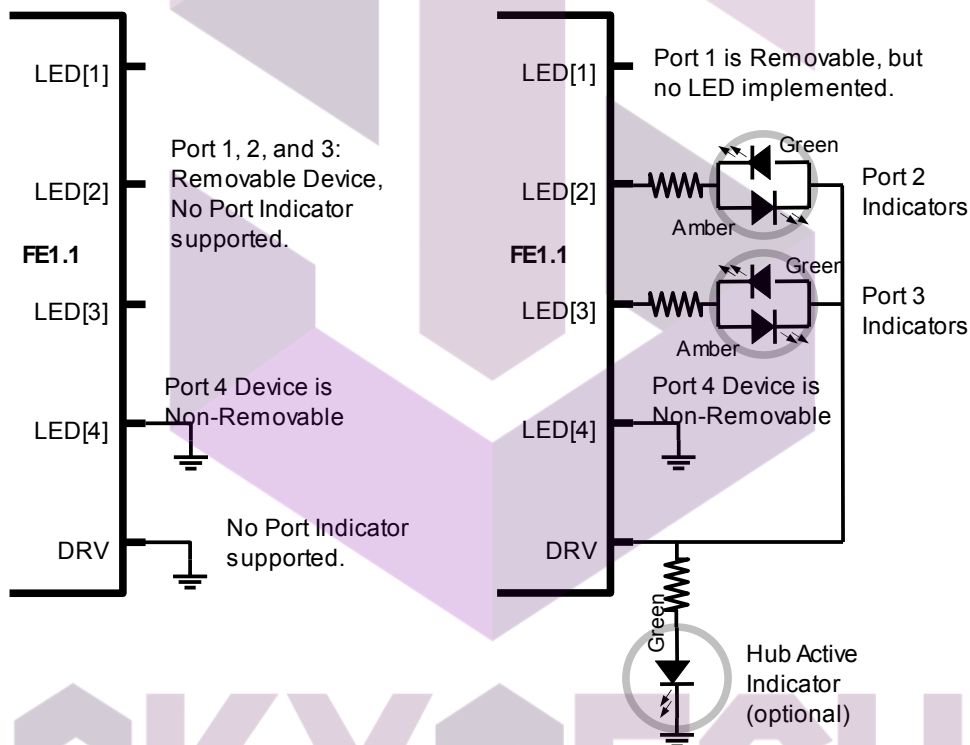 LED[1]
Port 1, 2, and 3:
Removable Device,
No Port Indicator
supported.
LED[2]
FE1.1
LED[3]
Port 4 Device is
Non-Removable
LED[4]
No Port Indicator
supported.
DRV
LED[1]
Port 1 is Removable, but
no LED implemented.
Green
LED[2]
Port 2
Indicators
Amber
FE1.1
Green
LED[3]
Port 3
Indicators
Amber
Port 4 Device is
Non-Removable
LED[4]
DRV
Green
Hub Active
Indicator
(optional)